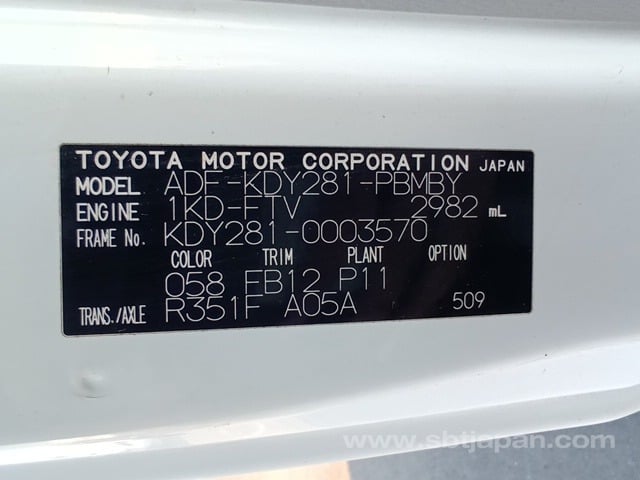 TOYOTA MOTOR CORPORATION JAPAN
MODEL ADF-KDY281-PBMBY
ENGINE 1KD-FTV 2982 mL
FRAME No. KDY281-0003570
COLOR TRIM PLANT OPTION
058 FB12 P11
TRANS./AXLE R351F A05A 509
www.sbtjapan.com